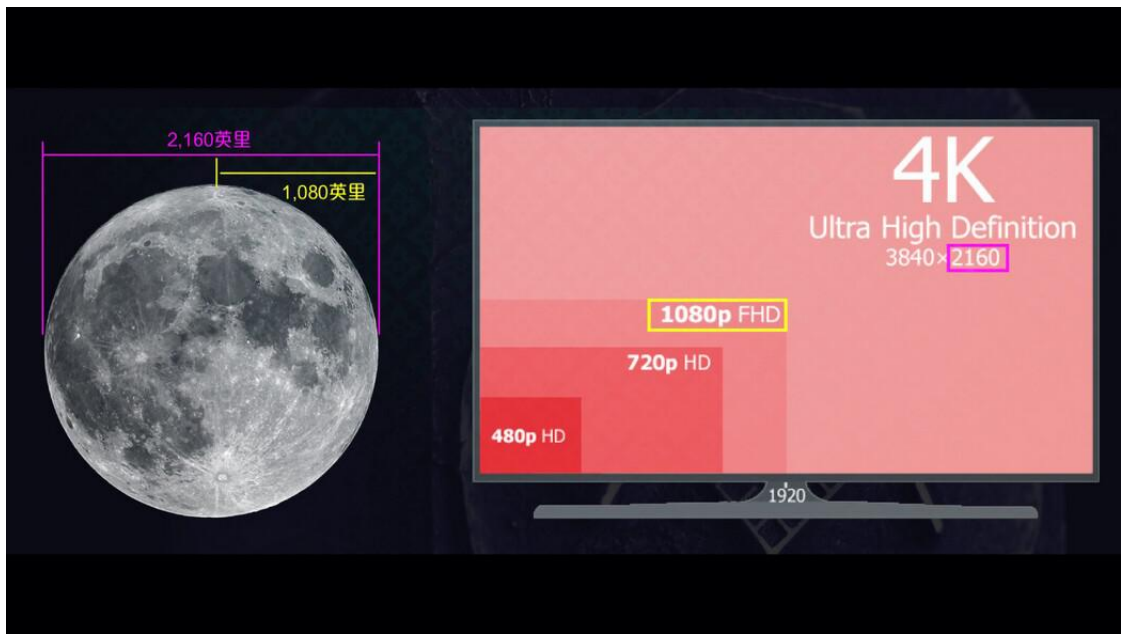 2,160英里
1,080英里
4K
Ultra High Definition
3840×2160
1080p FHD
720p HD
480p HD
1920